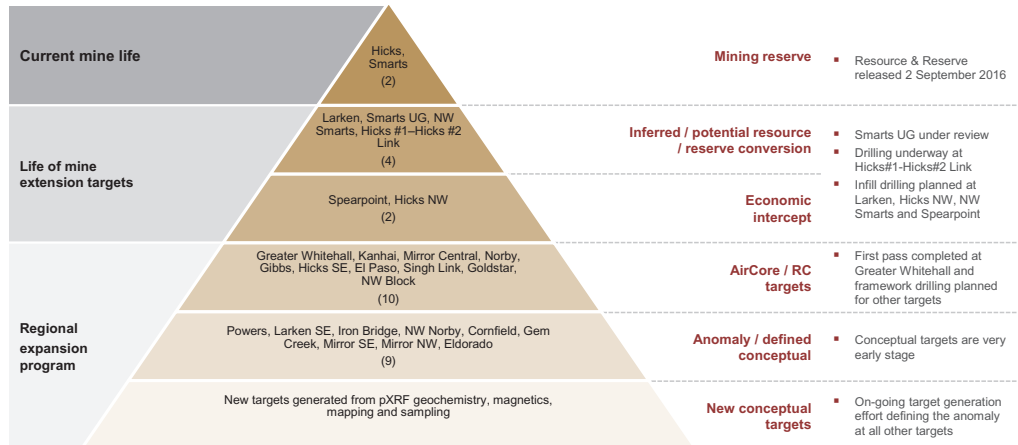 Current mine life
Hicks,
Smarts
(2)
Mining reserve
▪ Resource & Reserve
released 2 September 2016
Life of mine
extension targets
Larken, Smarts UG, NW
Smarts, Hicks #1–Hicks #2
Link
(4)
Inferred / potential resource
/ reserve conversion
▪ Smarts UG under review
▪ Drilling underway at
Hicks#1-Hicks#2 Link
▪ Infill drilling planned at
Larken, Hicks NW, NW
Smarts and Spearpoint
Spearpoint, Hicks NW
(2)
Economic
intercept
Regional
expansion
program
Greater Whitehall, Kanhai, Mirror Central, Norby,
Gibbs, Hicks SE, El Paso, Singh Link, Goldstar,
NW Block
(10)
AirCore / RC
targets
▪ First pass completed at
Greater Whitehall and
framework drilling planned
for other targets
Powers, Larken SE, Iron Bridge, NW Norby, Cornfield, Gem
Creek, Mirror SE, Mirror NW, Eldorado
(9)
Anomaly / defined
conceptual
▪ Conceptual targets are very
early stage
New targets generated from pXRF geochemistry, magnetics,
mapping and sampling
New conceptual
targets
▪ On-going target generation
effort defining the anomaly
at all other targets